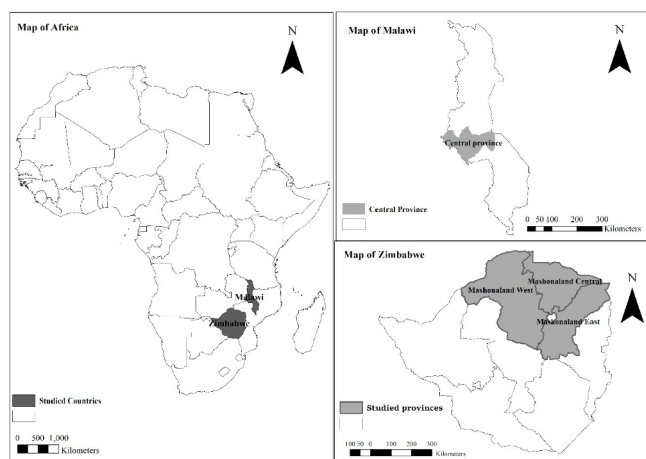 Map of Africa
N
Malawi
Zimbabwe
Studied Countries
0 500 1,000
Kilometers
Map of Malawi
N
Central province
Central Province
0 50 100 200 300
Kilometers
Map of Zimbabwe
N
Mashonaland Central
Mashonaland West
Mashonaland East
Studied provinces
100 50 0 100 200 300
Kilometers